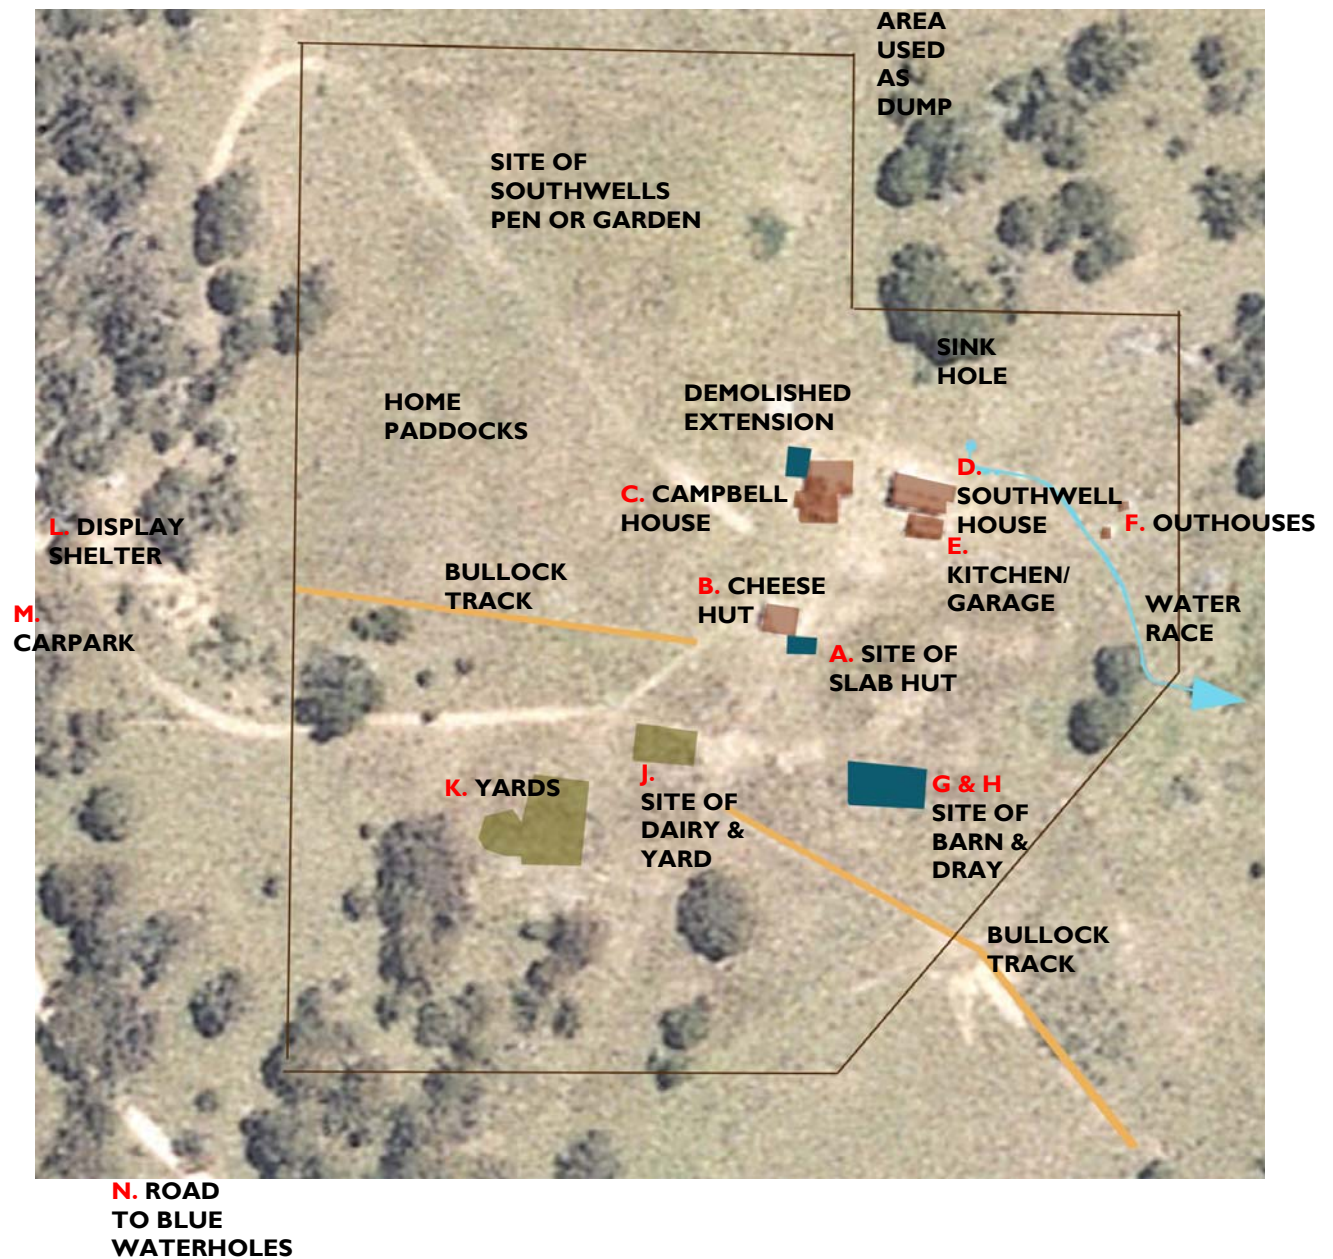 AREA
USED
AS
DUMP
SITE OF
SOUTHWELLS
PEN OR GARDEN
SINK
HOLE
HOME
PADDOCKS
DEMOLISHED
EXTENSION
C. CAMPBELL
HOUSE
D.
SOUTHWELL
HOUSE
F. OUTHOUSES
L. DISPLAY
SHELTER
E.
KITCHEN/
GARAGE
BULLOCK
TRACK
B. CHEESE
HUT
WATER
RACE
M.
CARPARK
A. SITE OF
SLAB HUT
K. YARDS
J.
SITE OF
DAIRY &
YARD
G & H
SITE OF
BARN &
DRAY
BULLOCK
TRACK
N. ROAD
TO BLUE
WATERHOLES